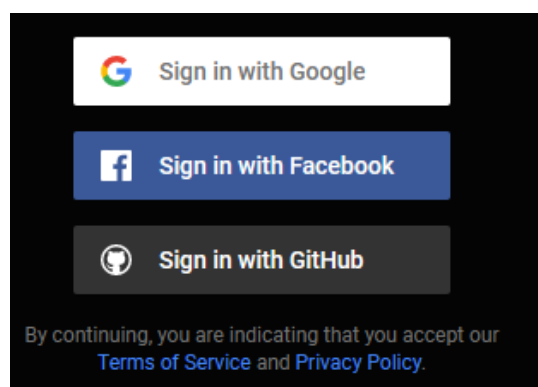 Sign in with Google
Sign in with Facebook
Sign in with GitHub
By continuing, you are indicating that you accept our
Terms of Service and Privacy Policy.